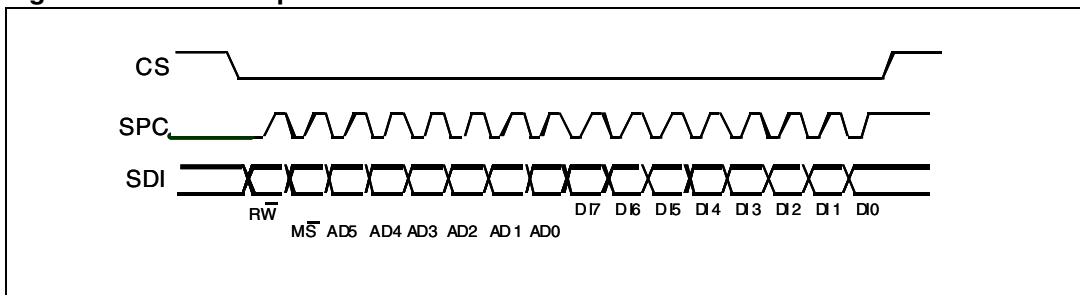 CS
SPC
SDI
RW̅
DI7 DI6 DI5 DI4 DI3 DI2 DI1 DI0
MS̅ AD5 AD4 AD3 AD2 AD1 AD0